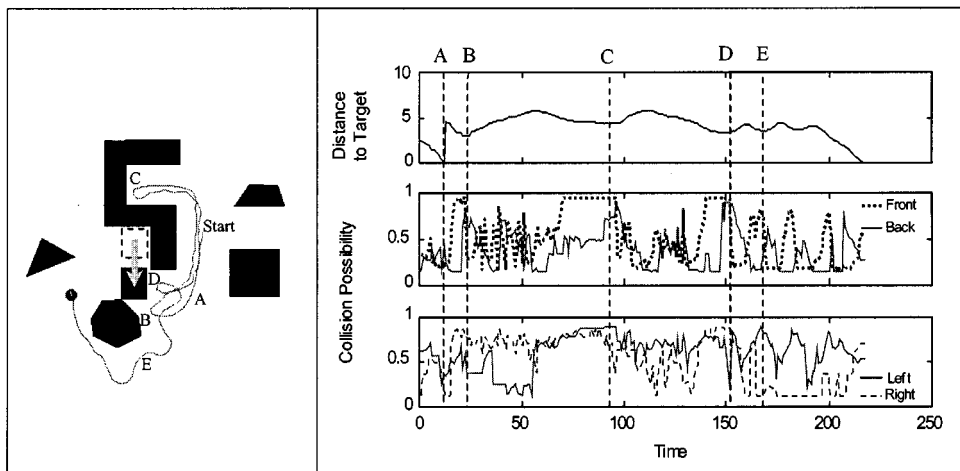 C
Start
D
A
B
E
A B C D E
10
5
0
Distance
to Target
1
0.5
0
Front
Back
Collision Possibility
1
0.5
0
Left
Right
0 50 100 150 200 250
Time